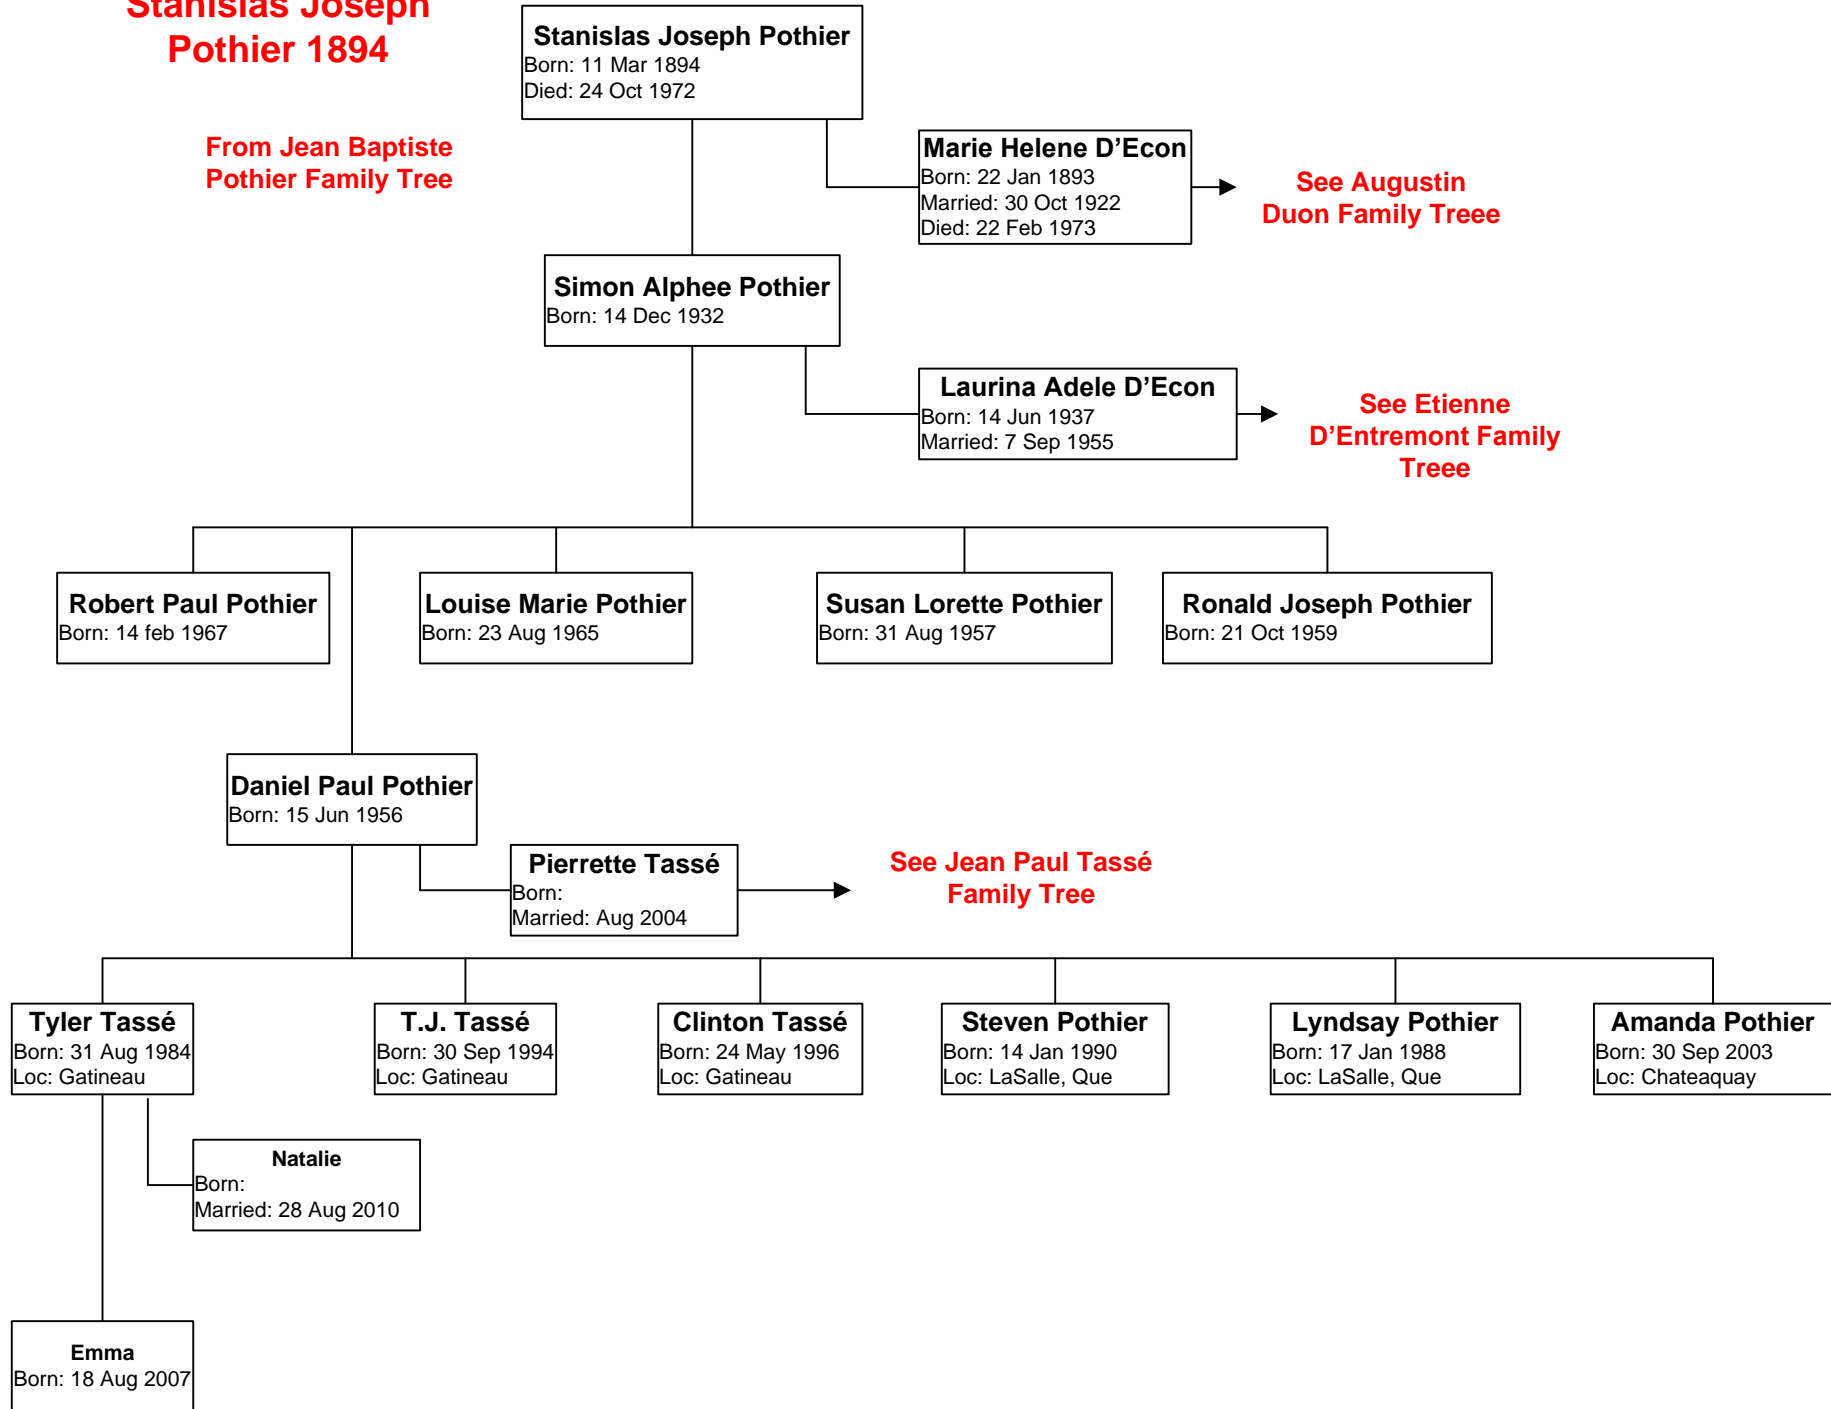 Stanislas Joseph
Pothier 1894
Stanislas Joseph Pothier
Born: 11 Mar 1894
Died: 24 Oct 1972
From Jean Baptiste
Pothier Family Tree
Marie Helene D’Econ
Born: 22 Jan 1893
Married: 30 Oct 1922
Died: 22 Feb 1973
See Augustin
Duon Family Treee
Simon Alphee Pothier
Born: 14 Dec 1932
Laurina Adele D’Econ
Born: 14 Jun 1937
Married: 7 Sep 1955
See Etienne
D’Entremont Family
Treee
Robert Paul Pothier
Born: 14 feb 1967
Louise Marie Pothier
Born: 23 Aug 1965
Susan Lorette Pothier
Born: 31 Aug 1957
Ronald Joseph Pothier
Born: 21 Oct 1959
Daniel Paul Pothier
Born: 15 Jun 1956
Pierrette Tassé
Born:
Married: Aug 2004
See Jean Paul Tassé
Family Tree
Tyler Tassé
Born: 31 Aug 1984
Loc: Gatineau
T.J. Tassé
Born: 30 Sep 1994
Loc: Gatineau
Clinton Tassé
Born: 24 May 1996
Loc: Gatineau
Steven Pothier
Born: 14 Jan 1990
Loc: LaSalle, Que
Lyndsay Pothier
Born: 17 Jan 1988
Loc: LaSalle, Que
Amanda Pothier
Born: 30 Sep 2003
Loc: Chateaquay
Natalie
Born:
Married: 28 Aug 2010
Emma
Born: 18 Aug 2007